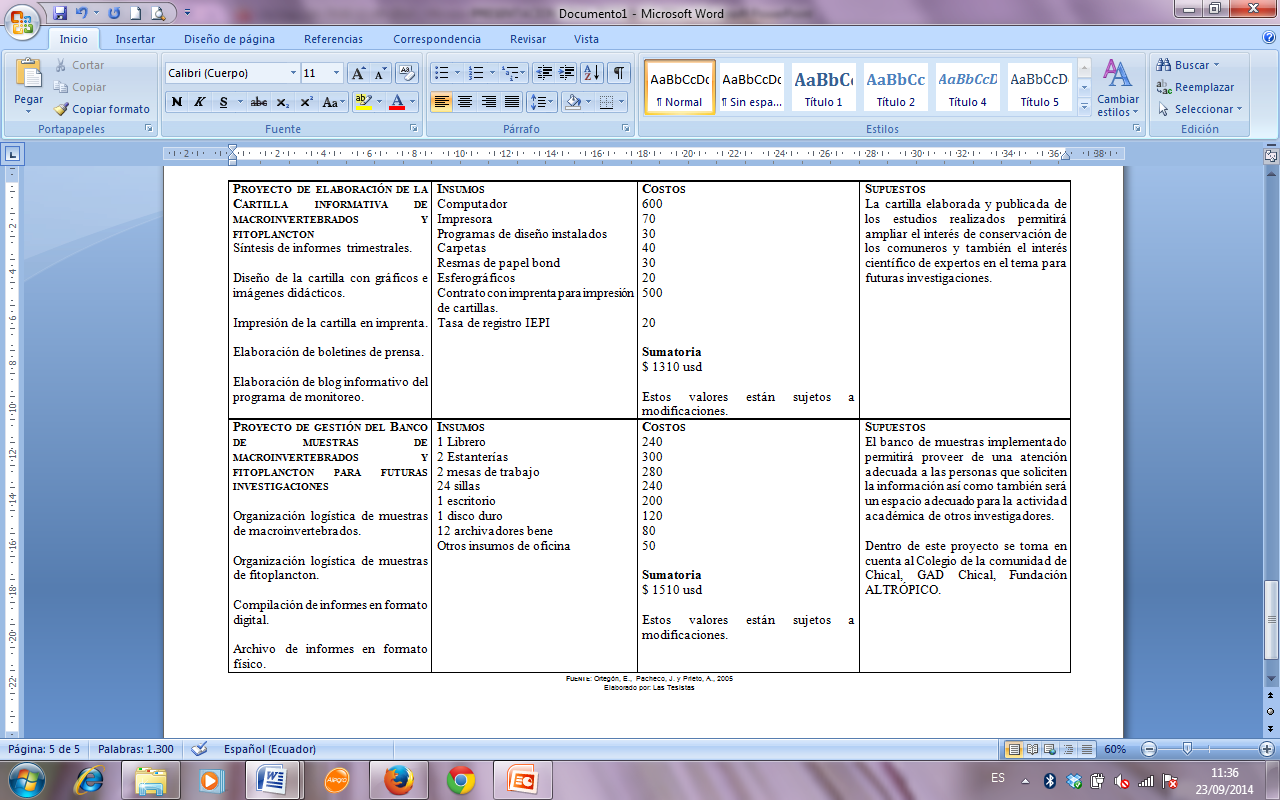 Documento1 - Microsoft Word
Inicio
Insertar
Diseño de página
Referencias
Correspondencia
Revisar
Vista
Pegar
Cortar
Copiar
Copiar formato
Portapapeles
Calibri (Cuerpo)
11
Fuente
Párrafo
AaBbCcDc
¶ Normal
AaBbCcDc
¶ Sin espa...
AaBbCc
Título 1
AaBbCc
Título 2
AaBbCcD
Título 4
AaBbCcDc
Título 5
Estilos
Cambiar
estilos
Buscar
Reemplazar
Seleccionar
Edición
PROYECTO DE ELABORACIÓN DE LA
CARTILLA INFORMATIVA DE
MACROINVERTEBRADOS Y
FITOPLANCTON
Síntesis de informes trimestrales.
Diseño de la cartilla con gráficos e
imágenes didácticos.
Impresión de la cartilla en imprenta.
Elaboración de boletines de prensa.
Elaboración de blog informativo del
programa de monitoreo.
INSUMOS
Computador
Impresora
Programas de diseño instalados
Carpetas
Resmas de papel bond
Esferográficos
Contrato con imprenta para impresión
de cartillas.
Tasa de registro IEPI
COSTOS
600
70
30
40
30
20
500
20
Sumatoria
$ 1310 usd
Estos valores están sujetos a
modificaciones.
SUPUESTOS
La cartilla elaborada y publicada de
los estudios realizados permitirá
ampliar el interés de conservación de
los comuneros y también el interés
científico de expertos en el tema para
futuras investigaciones.
PROYECTO DE GESTIÓN DEL BANCO
DE MUESTRAS DE
MACROINVERTEBRADOS Y
FITOPLANCTON PARA FUTURAS
INVESTIGACIONES
Organización logística de muestras
de macroinvertebrados.
Organización logística de muestras
de fitoplancton.
Compilación de informes en formato
digital.
Archivo de informes en formato
físico.
INSUMOS
1 Librero
2 Estanterías
2 mesas de trabajo
24 sillas
1 escritorio
1 disco duro
12 archivadores bene
Otros insumos de oficina
COSTOS
240
300
280
240
200
120
80
50
Sumatoria
$ 1510 usd
Estos valores están sujetos a
modificaciones.
SUPUESTOS
El banco de muestras implementado
permitirá proveer de una atención
adecuada a las personas que soliciten
la información así como también será
un espacio adecuado para la actividad
académica de otros investigadores.
Dentro de este proyecto se toma en
cuenta al Colegio de la comunidad de
Chical, GAD Chical, Fundación
ALTRÓPICO.
FUENTE: Ortegón, E., Pacheco, J. y Prieto, A., 2005
Elaborado por: Las Tesistas
Página: 5 de 5
Palabras: 1.300
Español (Ecuador)
60%
ES
11:36
23/09/2014